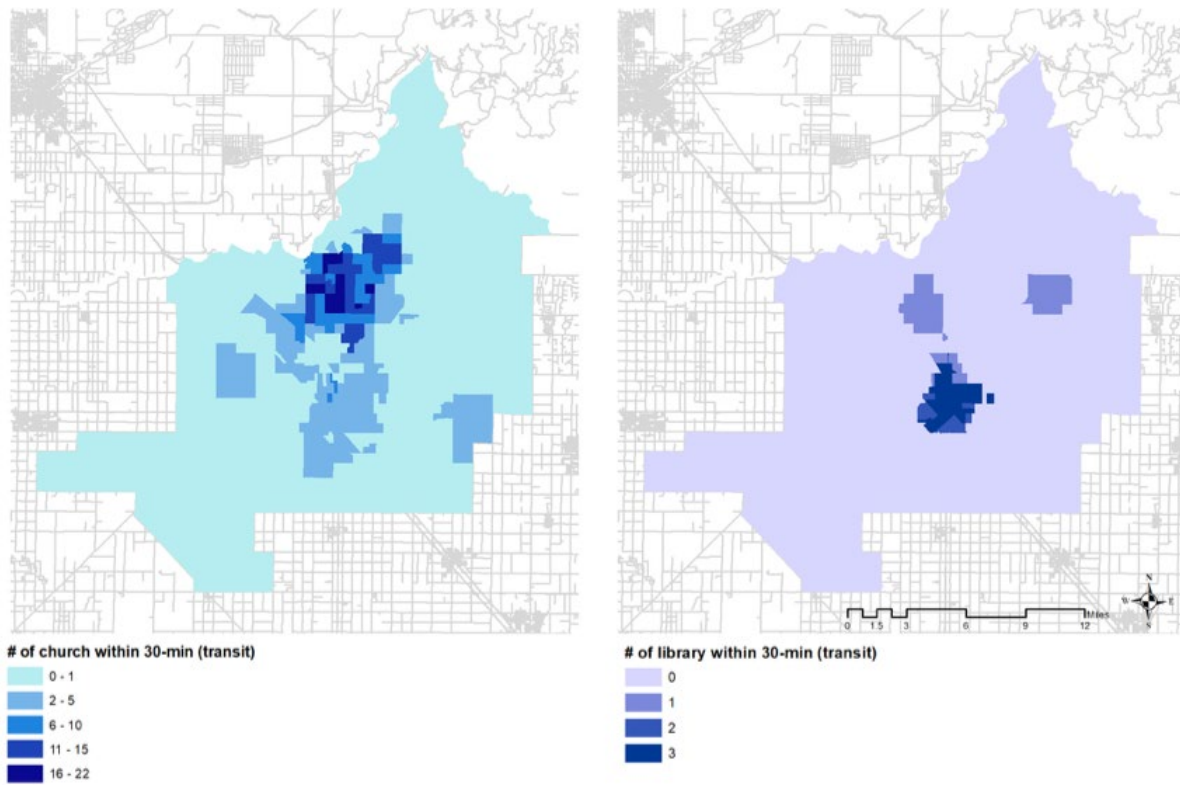 # of church within 30-min (transit)
0 - 1
2 - 5
6 - 10
11 - 15
16 - 22
N
W
E
S
Miles
0 1.5 3 6 9 12
# of library within 30-min (transit)
0
1
2
3